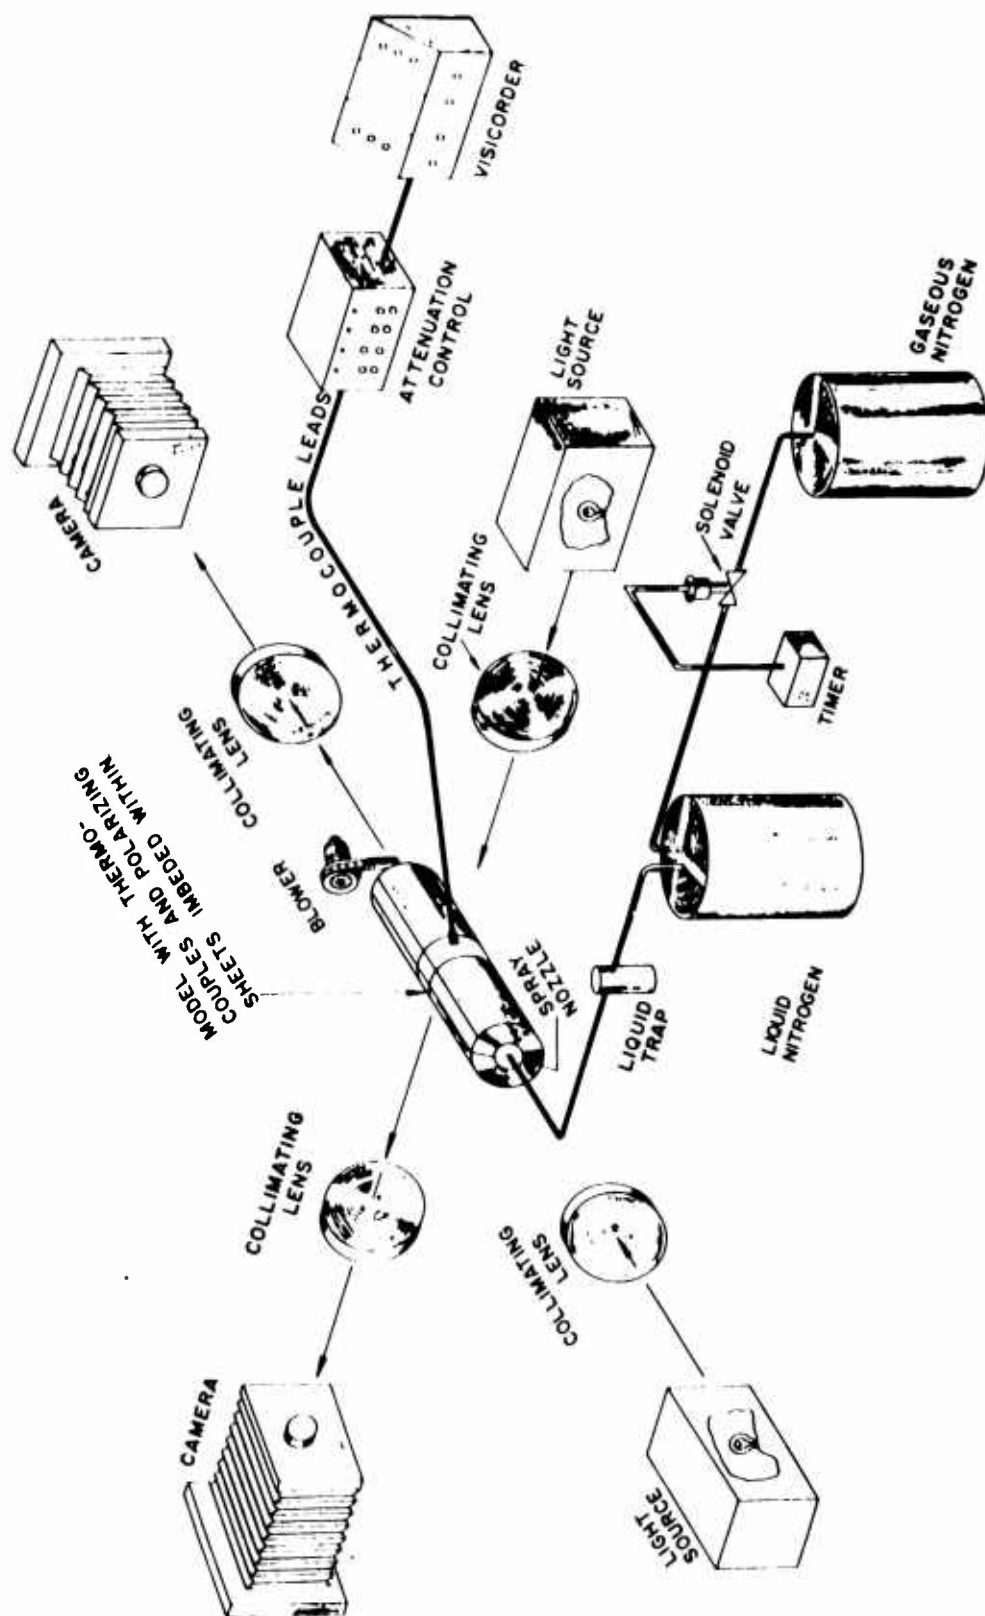 VISICORDER
ATTENUATION
CONTROL
CAMERA
THERMOCOUPLE LEADS
LIGHT
SOURCE
GASEOUS
NITROGEN
SOLENOID
VALVE
COLLIMATING
LENS
COLLIMATING
LENS
TIMER
MODEL WITH THERMO-
COUPLES AND POLARIZING
SHEETS IMBEDED WITHIN
BLOWER
SPRAY
NOZZLE
LIQUID
TRAP
LIQUID
NITROGEN
COLLIMATING
LENS
COLLIMATING
LENS
CAMERA
LIGHT
SOURCE